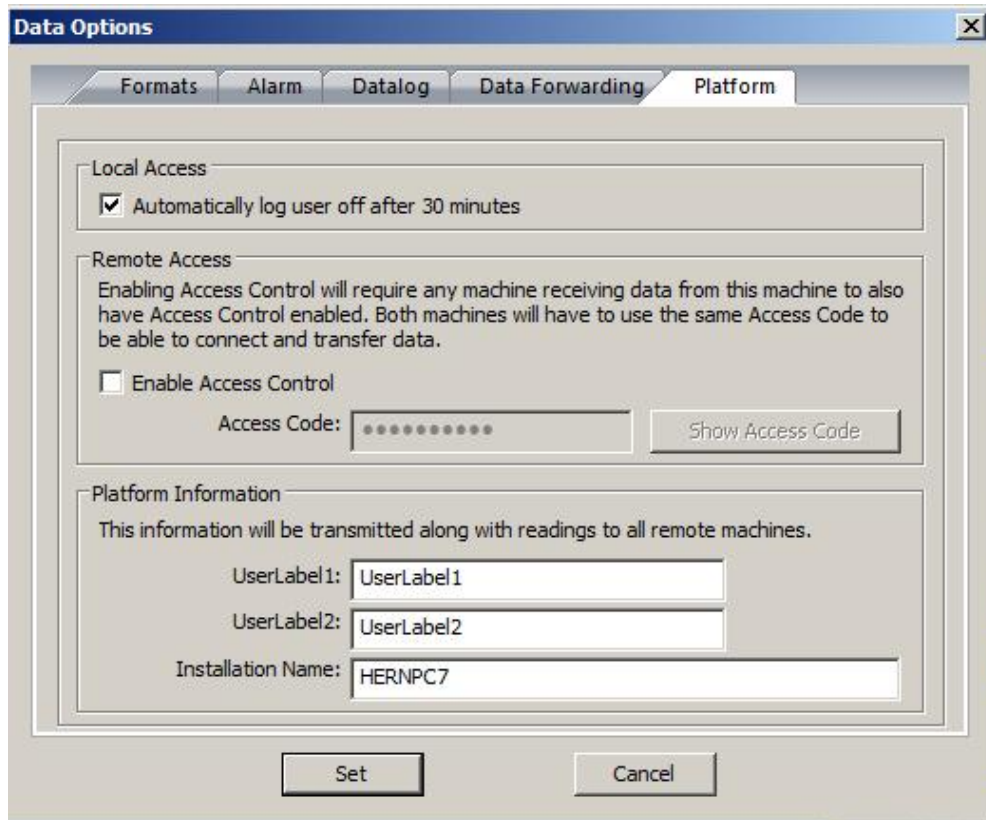 Data Options
Formats Alarm Datalog Data Forwarding Platform
Local Access
Automatically log user off after 30 minutes
Remote Access
Enabling Access Control will require any machine receiving data from this machine to also
have Access Control enabled. Both machines will have to use the same Access Code to
be able to connect and transfer data.
Enable Access Control
Access Code: ●●●●●●●●●● Show Access Code
Platform Information
This information will be transmitted along with readings to all remote machines.
UserLabel1: UserLabel1
UserLabel2: UserLabel2
Installation Name: HERNPC7
Set Cancel